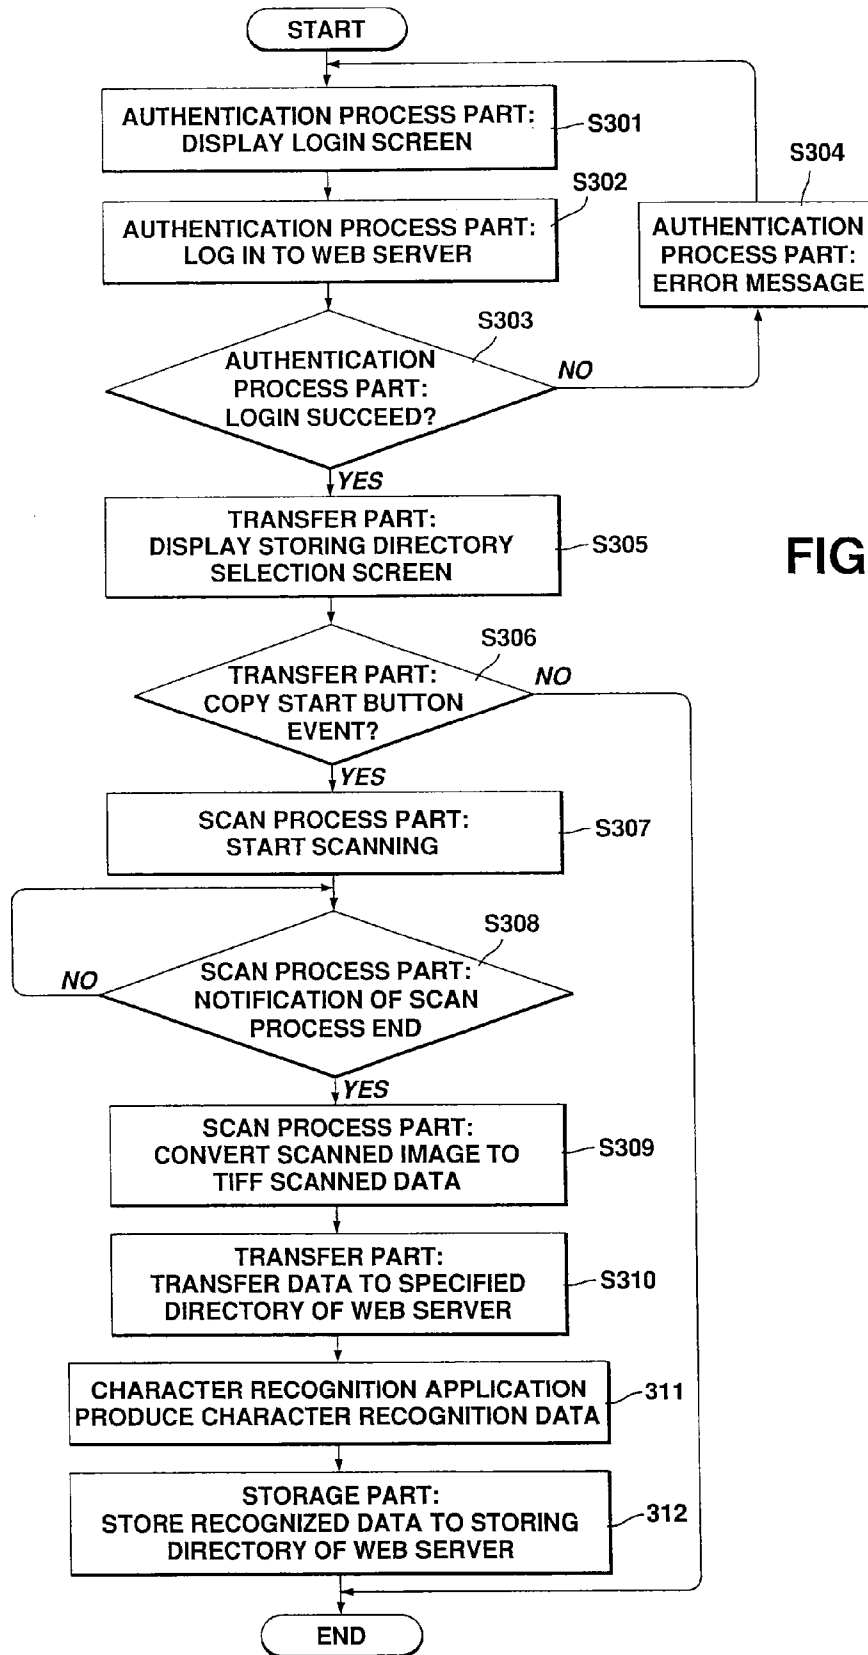 START
AUTHENTICATION PROCESS PART:
DISPLAY LOGIN SCREEN
S301
AUTHENTICATION PROCESS PART:
LOG IN TO WEB SERVER
S302
S304
AUTHENTICATION
PROCESS PART:
ERROR MESSAGE
S303
AUTHENTICATION
PROCESS PART:
LOGIN SUCCEED?
NO
YES
TRANSFER PART:
DISPLAY STORING DIRECTORY
SELECTION SCREEN
S305
FIG
S306
TRANSFER PART:
COPY START BUTTON
EVENT?
NO
YES
SCAN PROCESS PART:
START SCANNING
S307
S308
SCAN PROCESS PART:
NOTIFICATION OF SCAN
PROCESS END
NO
YES
SCAN PROCESS PART:
CONVERT SCANNED IMAGE TO
TIFF SCANNED DATA
S309
TRANSFER PART:
TRANSFER DATA TO SPECIFIED
DIRECTORY OF WEB SERVER
S310
CHARACTER RECOGNITION APPLICATION
PRODUCE CHARACTER RECOGNITION DATA
311
STORAGE PART:
STORE RECOGNIZED DATA TO STORING
DIRECTORY OF WEB SERVER
312
END